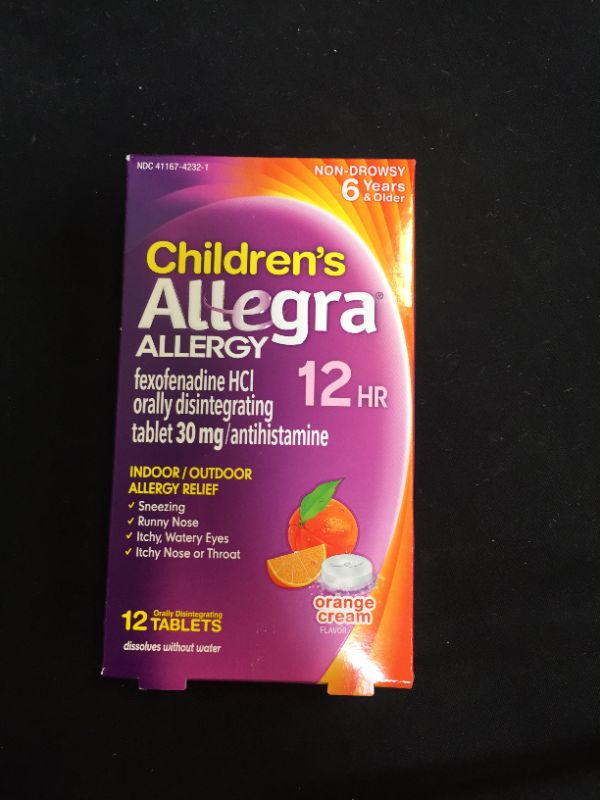 NDC 41167-4232-1
NON-DROWSY
6 Years
& Older
Children's
Allegra®
ALLERGY
12 HR
fexofenadine HCl
orally disintegrating
tablet 30 mg/antihistamine
INDOOR/OUTDOOR
ALLERGY RELIEF
✓ Sneezing
✓ Runny Nose
✓ Itchy, Watery Eyes
✓ Itchy Nose or Throat
12 Orally Disintegrating
TABLETS
dissolves without water
orange
cream
FLAVOR